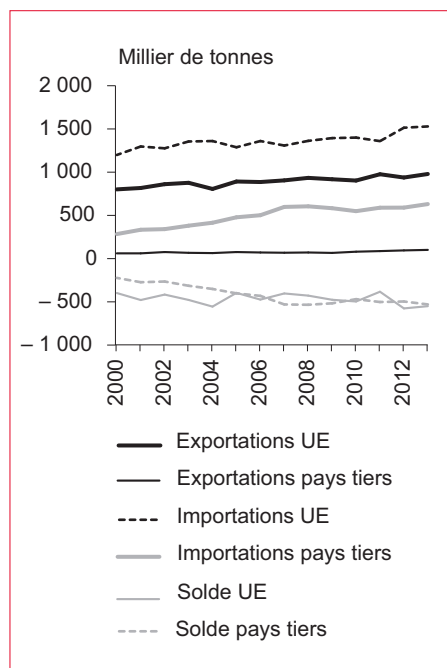 Millier de tonnes
2 000
1 500
1 000
500
0
– 500
– 1 000
2000
2002
2004
2006
2008
2010
2012
Exportations UE
Exportations pays tiers
Importations UE
Importations pays tiers
Solde UE
Solde pays tiers